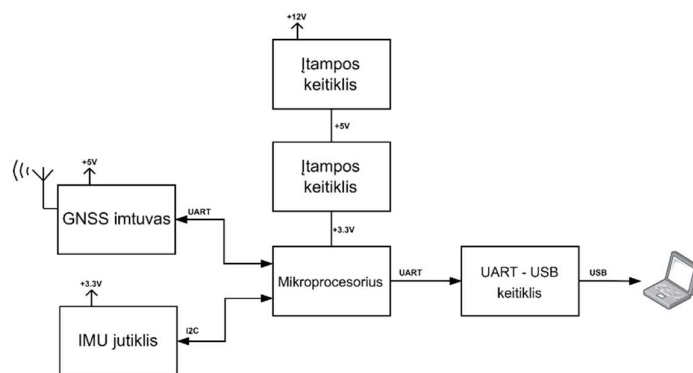 +12V
Įtampos
keitiklis
+5V
Įtampos
keitiklis
+3.3V
+5V
GNSS imtuvas
UART
Mikroprocesorius
UART
UART - USB
keitiklis
USB
+3.3V
IMU jutiklis
I2C